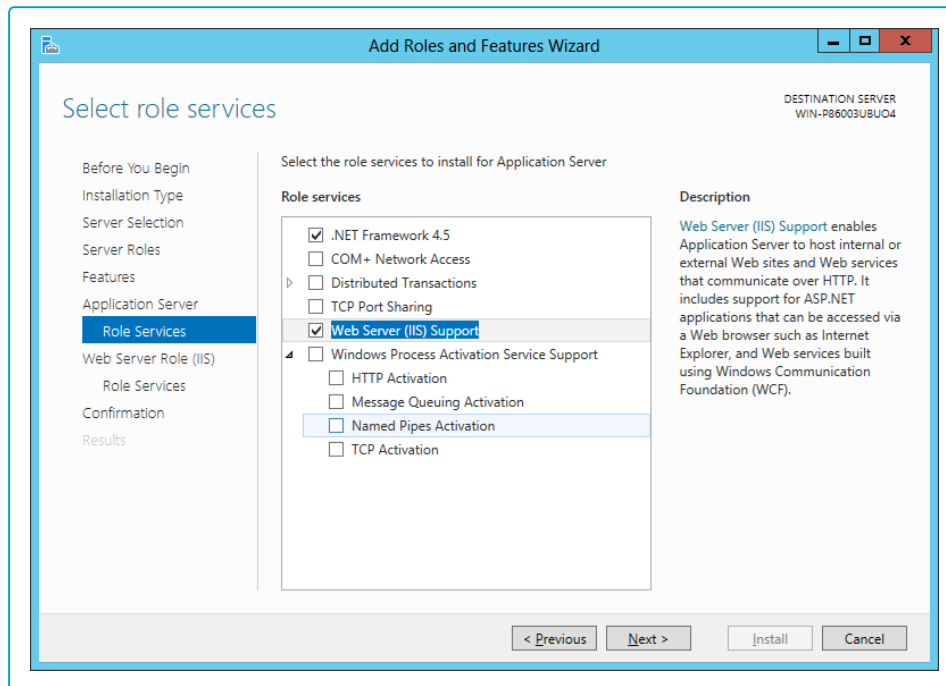 Add Roles and Features Wizard
Select role services
DESTINATION SERVER
WIN-P86003UBUO4
Before You Begin
Installation Type
Server Selection
Server Roles
Features
Application Server
Role Services
Web Server Role (IIS)
Role Services
Confirmation
Results
Select the role services to install for Application Server
Role services
.NET Framework 4.5
COM+ Network Access
Distributed Transactions
TCP Port Sharing
Web Server (IIS) Support
Windows Process Activation Service Support
HTTP Activation
Message Queuing Activation
Named Pipes Activation
TCP Activation
Description
Web Server (IIS) Support enables
Application Server to host internal or
external Web sites and Web services
that communicate over HTTP. It
includes support for ASP.NET
applications that can be accessed via
a Web browser such as Internet
Explorer, and Web services built
using Windows Communication
Foundation (WCF).
< Previous
Next >
Install
Cancel